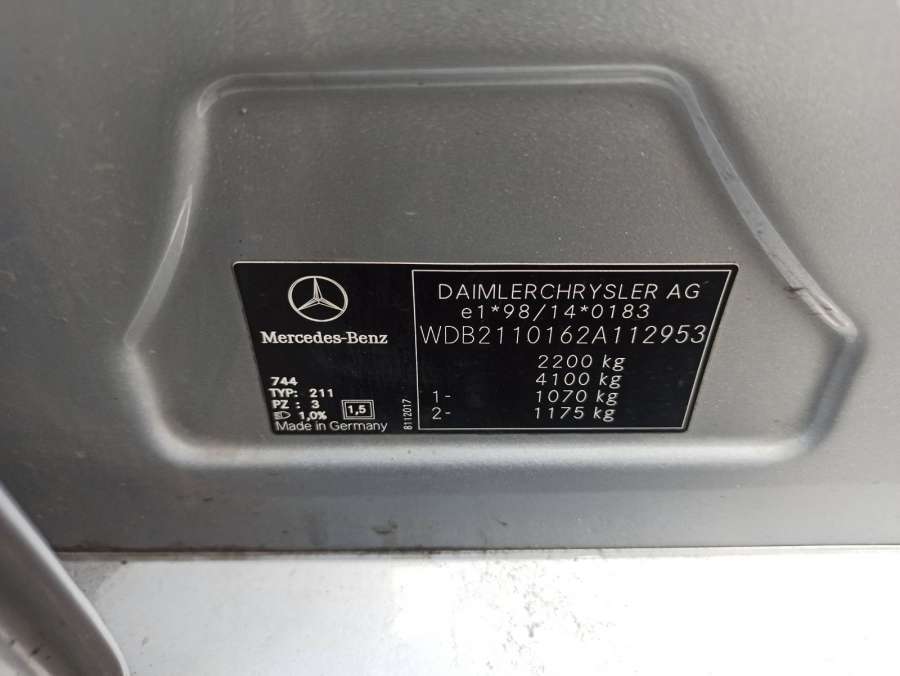 Mercedes-Benz
744
TYP: 211
PZ : 3
1,0% 1,5
Made in Germany
8112017
DAIMLERCHRYSLER AG
e1*98/14*0183
WDB2110162A112953
2200 kg
4100 kg
1- 1070 kg
2- 1175 kg